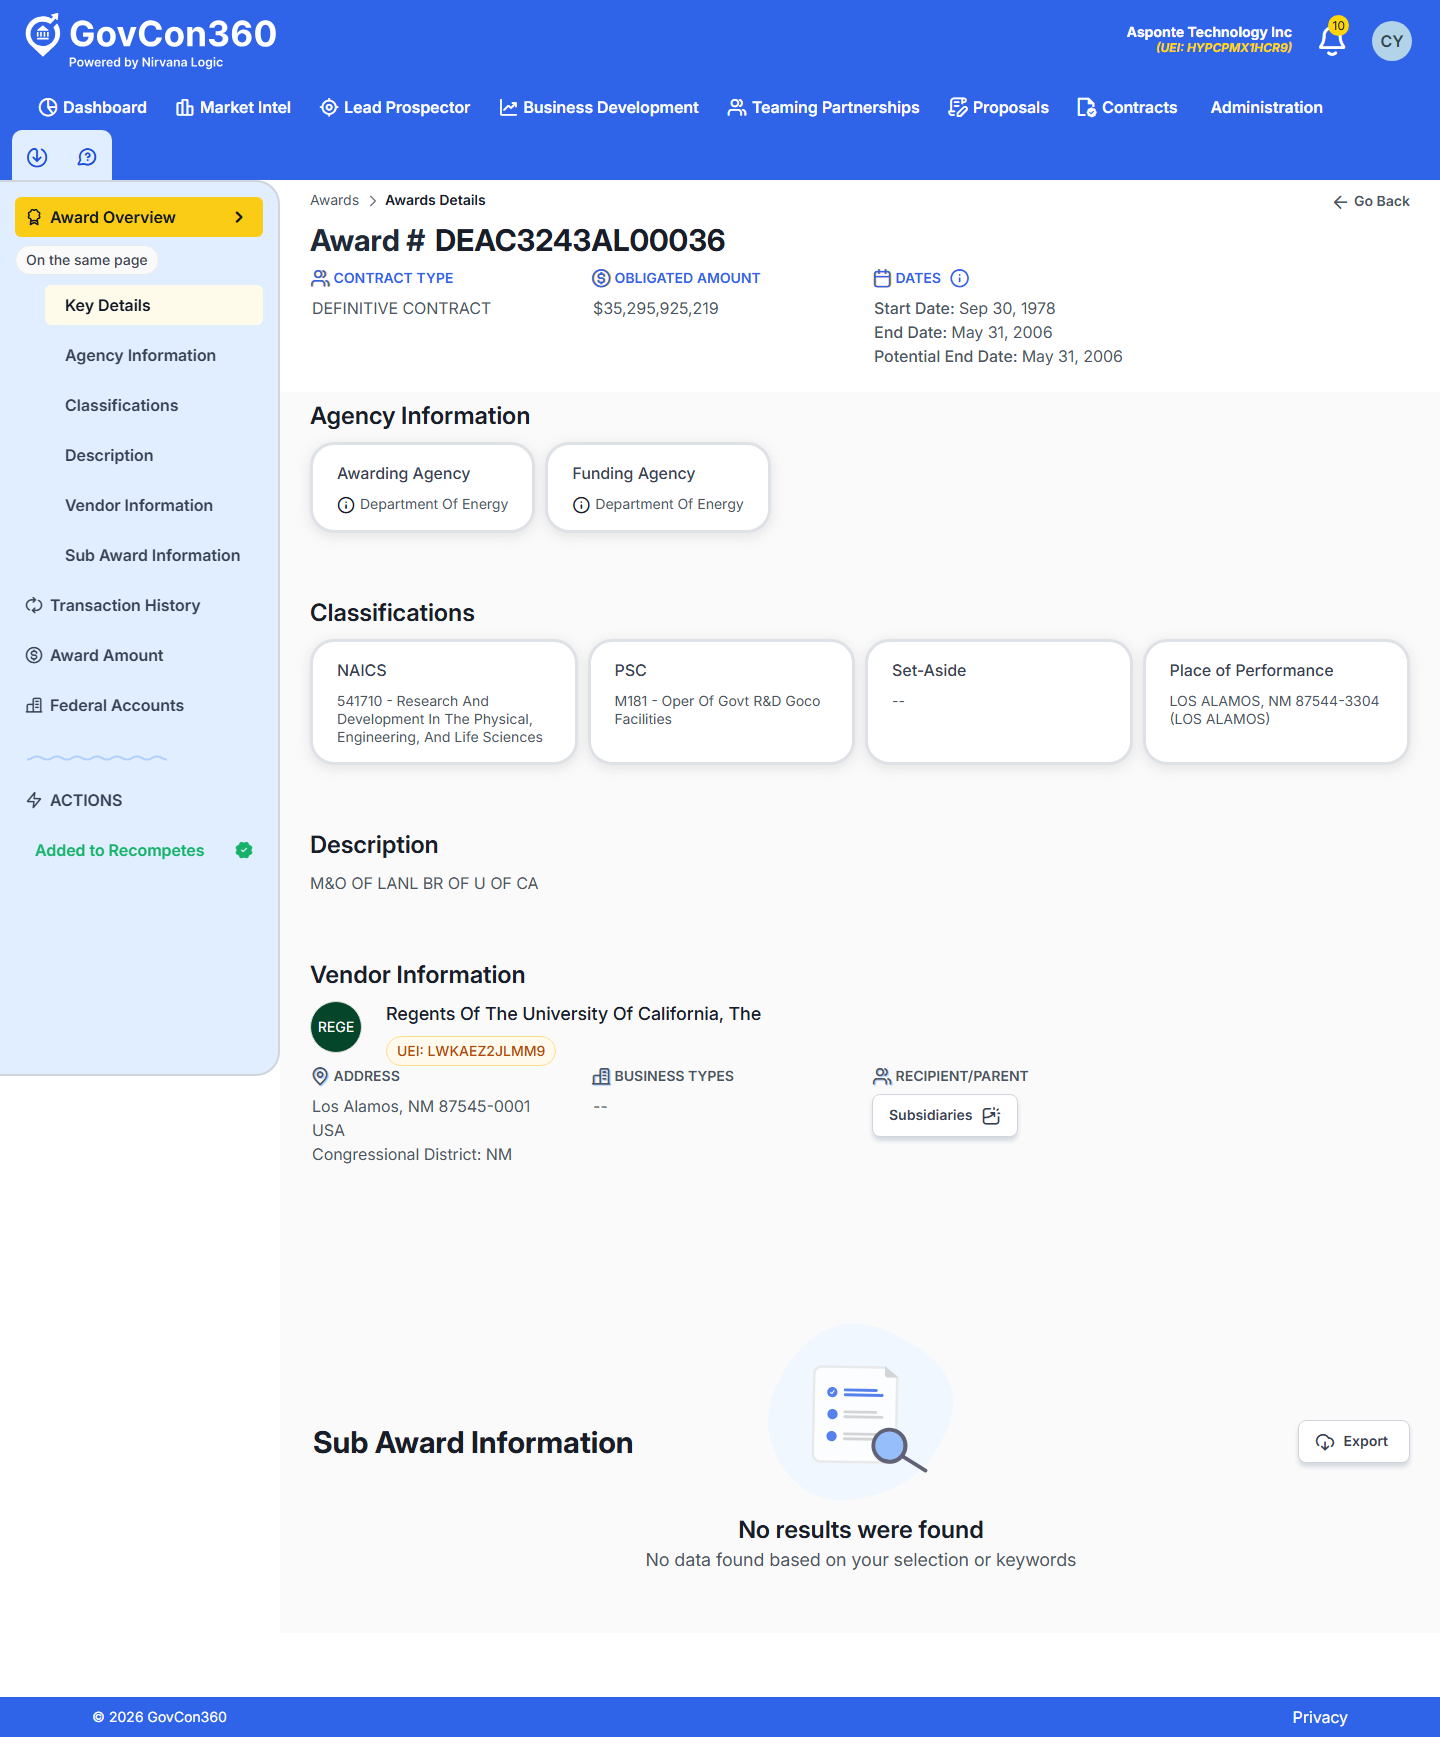 GovCon360
Powered by Nirvana Logic
Asponte Technology Inc
(UEI: HYPCPMX1HCR9)
10
CY
Dashboard
Market Intel
Lead Prospector
Business Development
Teaming Partnerships
Proposals
Contracts
Administration
Award Overview
On the same page
Key Details
Agency Information
Classifications
Description
Vendor Information
Sub Award Information
Transaction History
Award Amount
Federal Accounts
ACTIONS
Added to Recompetes
Awards > Awards Details
Go Back
Award # DEAC3243AL00036
CONTRACT TYPE
DEFINITIVE CONTRACT
OBLIGATED AMOUNT
$35,295,925,219
DATES
Start Date: Sep 30, 1978
End Date: May 31, 2006
Potential End Date: May 31, 2006
Agency Information
Awarding Agency
Department Of Energy
Funding Agency
Department Of Energy
Classifications
NAICS
541710 - Research And
Development In The Physical,
Engineering, And Life Sciences
PSC
M181 - Oper Of Govt R&D Goco
Facilities
Set-Aside
--
Place of Performance
LOS ALAMOS, NM 87544-3304
(LOS ALAMOS)
Description
M&O OF LANL BR OF U OF CA
Vendor Information
REGE
Regents Of The University Of California, The
UEI: LWKAEZ2JLMM9
ADDRESS
Los Alamos, NM 87545-0001
USA
Congressional District: NM
BUSINESS TYPES
--
RECIPIENT/PARENT
Subsidiaries
Sub Award Information
Export
No results were found
No data found based on your selection or keywords
© 2026 GovCon360
Privacy